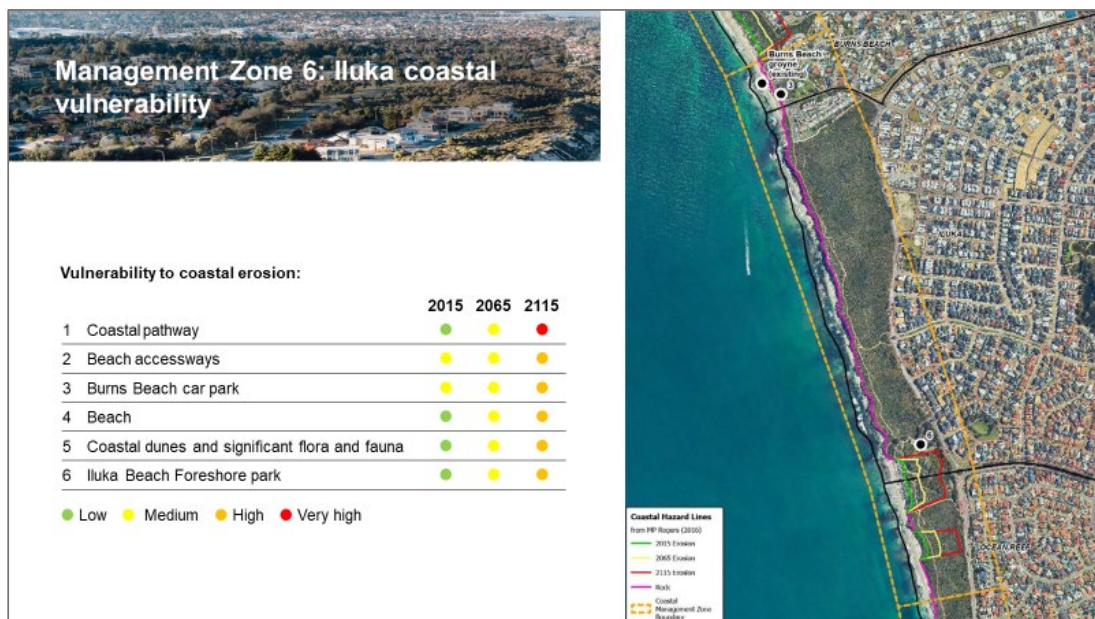 Management Zone 6: Iluka coastal
vulnerability
Vulnerability to coastal erosion:
2015 2065 2115
1 Coastal pathway
2 Beach accessways
3 Burns Beach car park
4 Beach
5 Coastal dunes and significant flora and fauna
6 Iluka Beach Foreshore park
Low Medium High Very high
BURNS BEACH
Burns Beach
groyne
(existing)
3
ILUKA
6
OCEAN REEF
Coastal Hazard Lines
from MP Rogers (2016)
2015 Erosion
2065 Erosion
2115 Erosion
Rock
Coastal
Management Zone
Boundary